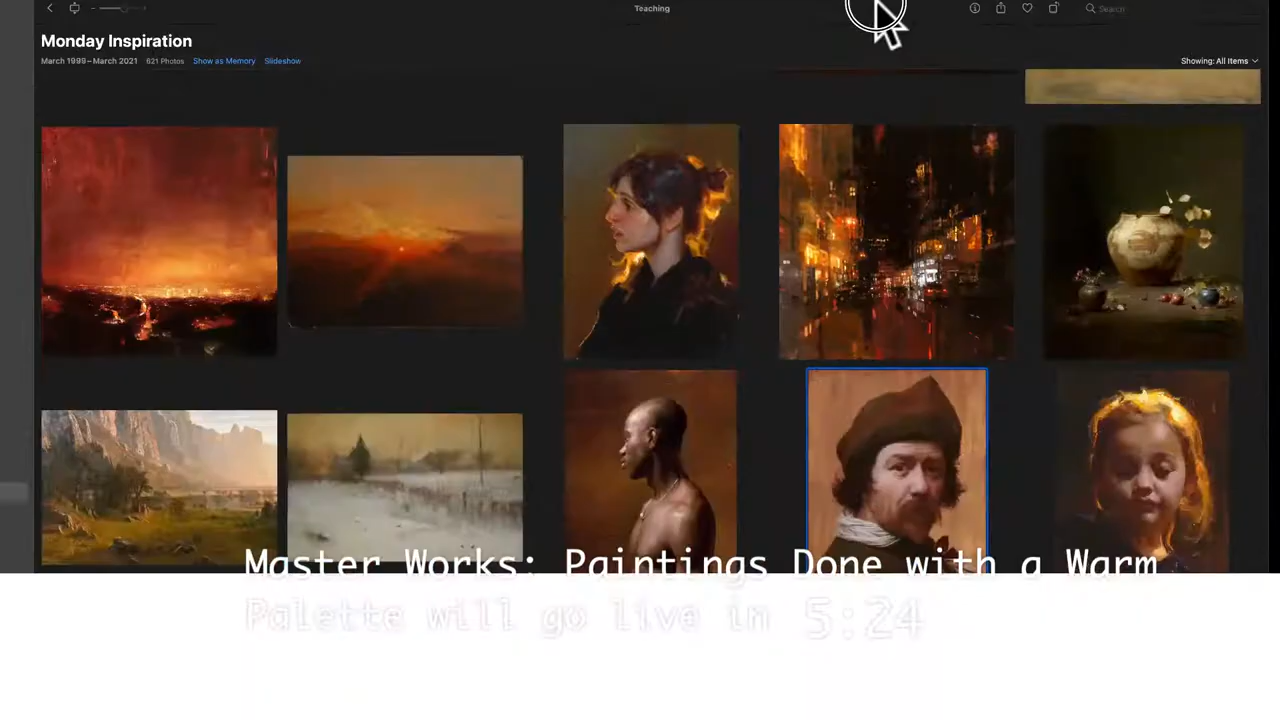 Teaching
Search
Monday Inspiration
March 1999–March 2021 621 Photos Show as Memory Slideshow
Showing: All Items
Master Works: Paintings Done with a Warm
Palette will go live in 5:24